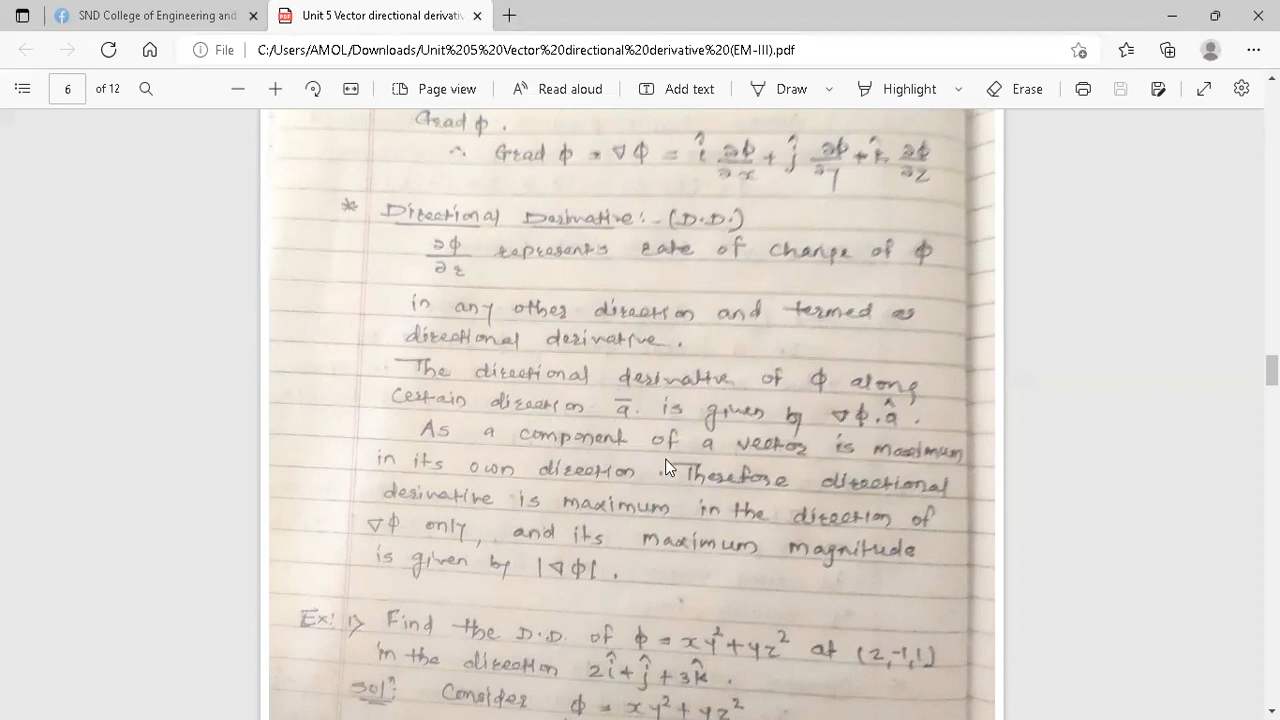 SND College of Engineering and
Unit 5 Vector directional derivativ
File
C:/Users/AMOL/Downloads/Unit%205%20Vector%20directional%20derivative%20(EM-III).pdf
6 of 12
Page view
Read aloud
Add text
Draw
Highlight
Erase
Grad ϕ.
∴ Grad ϕ = ∇ϕ = î ∂ϕ/∂x + ĵ ∂ϕ/∂y + k̂ ∂ϕ/∂z
* Directional Derivative:- (D.D.)
∂ϕ/∂r represents rate of change of ϕ
in any other direction and termed as
directional derivative.
The directional derivative of ϕ along
certain direction a̅. is given by ∇ϕ.â.
As a component of a vector is maximum
in its own direction. Therefore directional
derivative is maximum in the direction of
∇ϕ only, and its maximum magnitude
is given by |∇ϕ|.
Ex: 1) Find the D.D. of ϕ = xy² + yz² at (2,-1,1)
in the direction 2î + ĵ + 3k̂.
Solⁿ: Consider ϕ = xy² + yz²